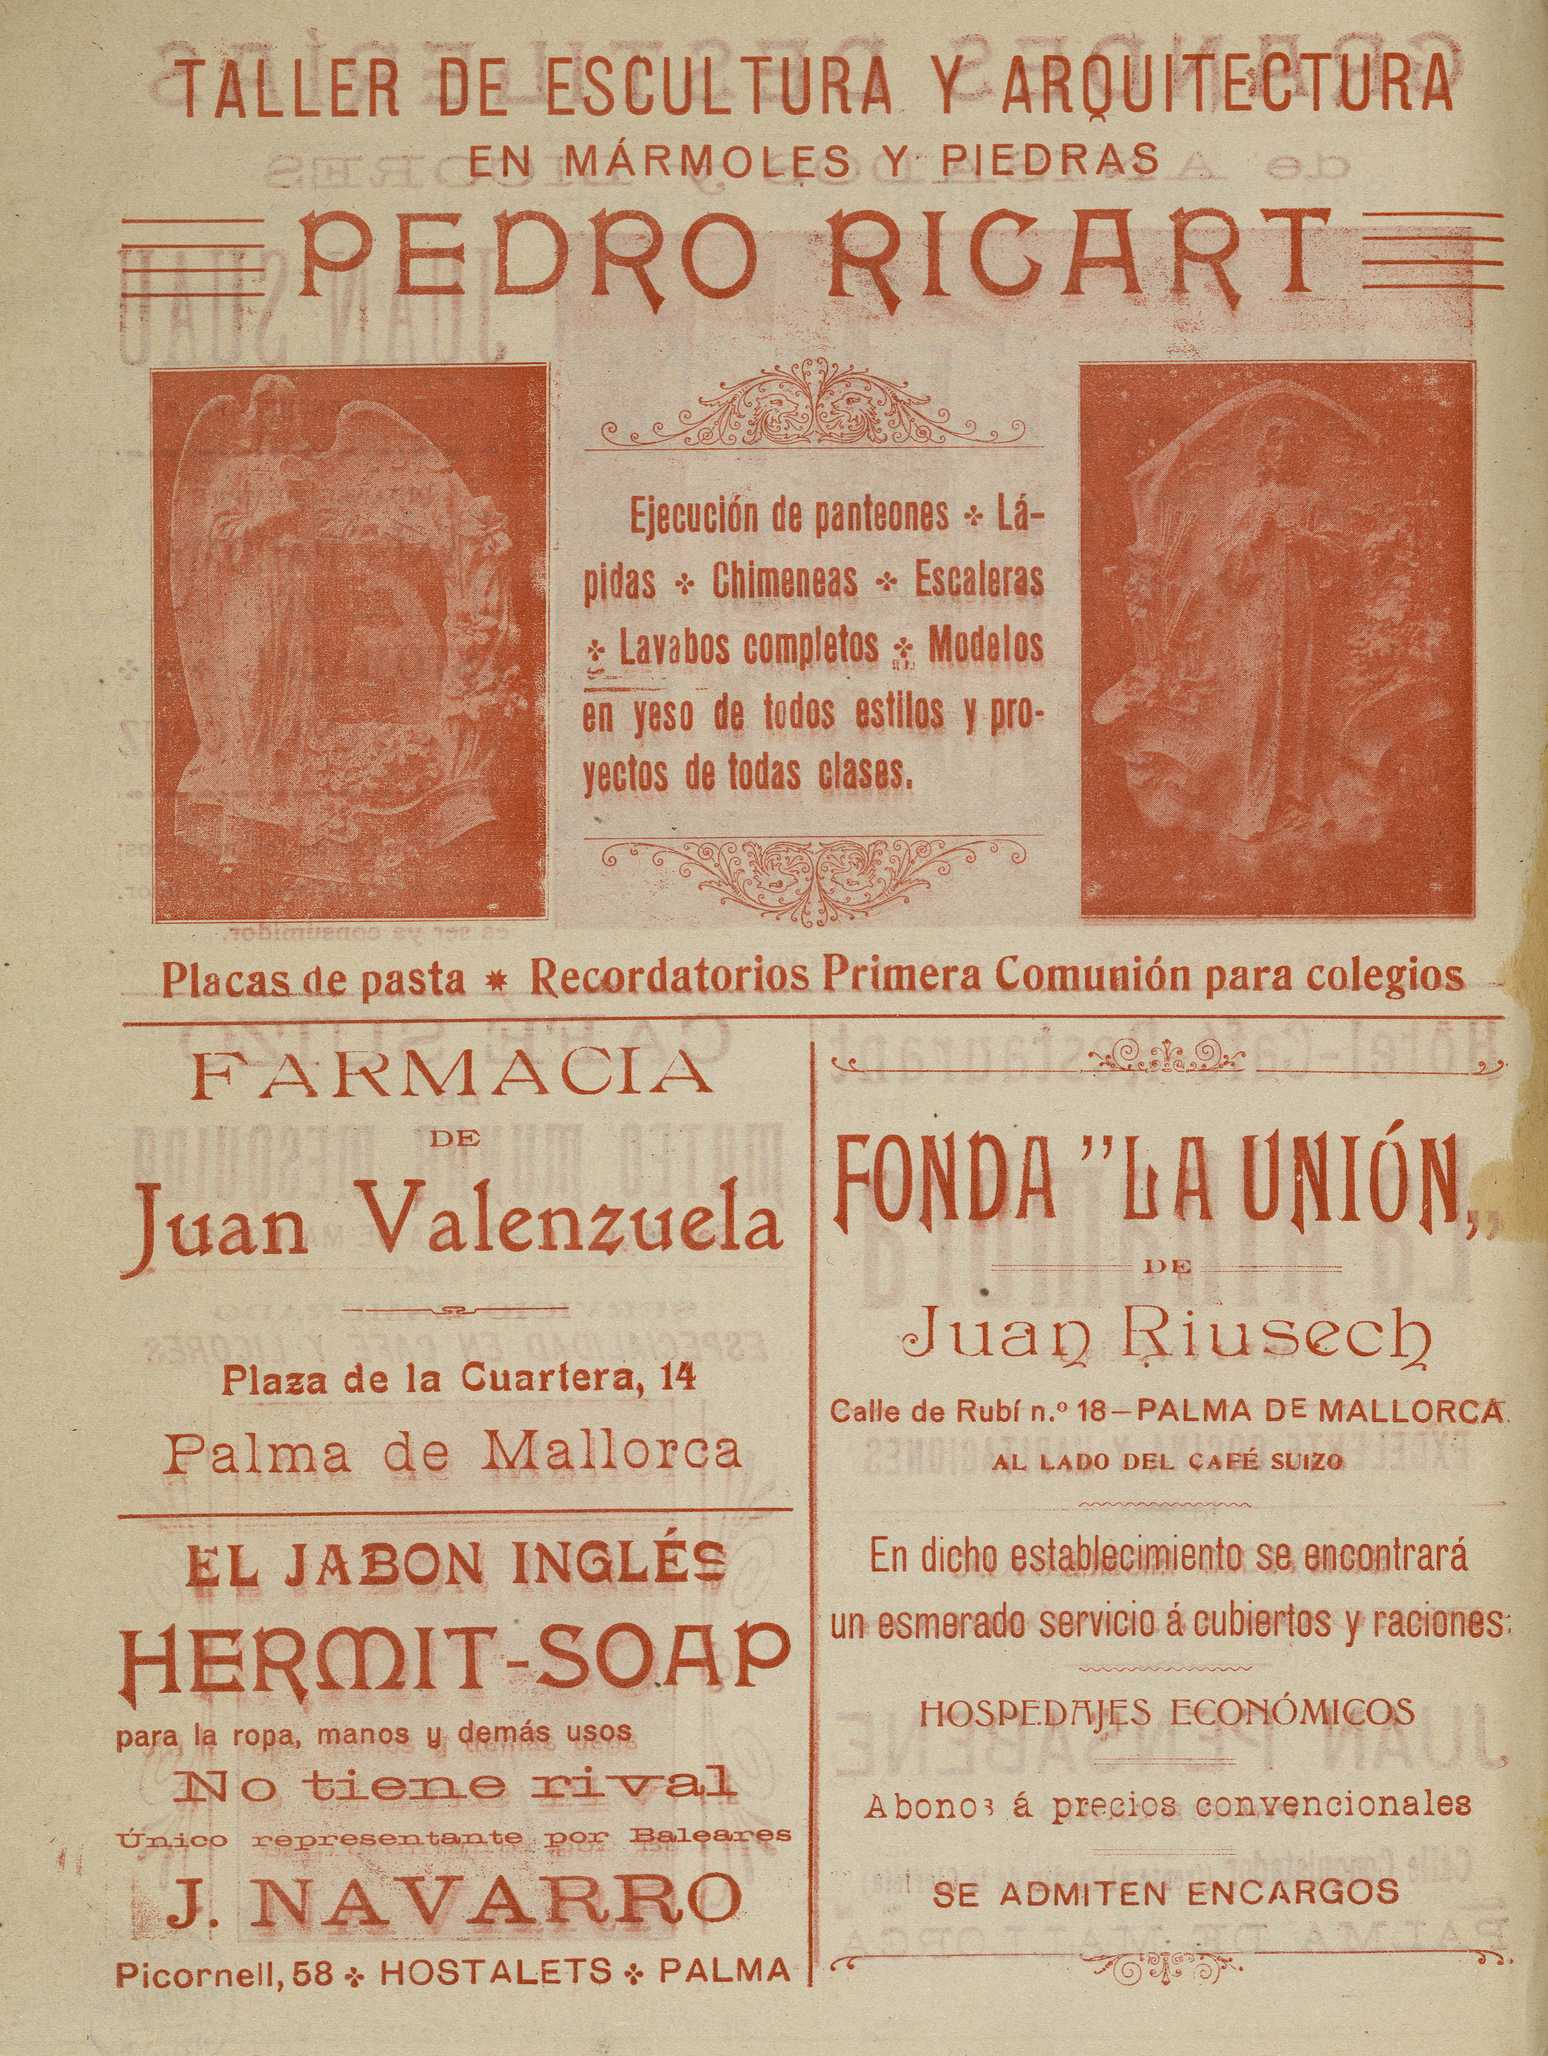 TALLER DE ESCULTURA Y ARQUITECTURA
EN MÁRMOLES Y PIEDRAS
PEDRO RICART
Ejecución de panteones ✣ Lá-
pidas ✣ Chimeneas ✣ Escaleras
✣ Lavabos completos ✣ Modelos
en yeso de todos estilos y pro-
yectos de todas clases.
Placas de pasta ✷ Recordatorios Primera Comunión para colegios
FARMACIA
DE
Juan Valenzuela
Plaza de la Cuartera, 14
Palma de Mallorca
EL JABON INGLÉS
HERMIT-SOAP
para la ropa, manos y demás usos
No tiene rival
Único representante por Baleares
J. NAVARRO
Picornell, 58 ✣ HOSTALETS ✣ PALMA
FONDA "LA UNIÓN„
DE
Juan Riusech
Calle de Rubí n.º 18—PALMA DE MALLORCA.
AL LADO DEL CAFÉ SUIZO
En dicho establecimiento se encontrará
un esmerado servicio á cubiertos y raciones:
HOSPEDAJES ECONÓMICOS
Abonos á precios convencionales
SE ADMITEN ENCARGOS